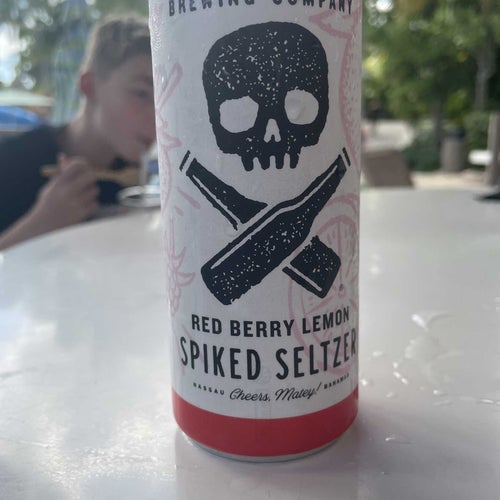 BREWING COMPANY
RED BERRY LEMON
SPIKED SELTZER
NASSAU Cheers, Matey! BAHAMAS